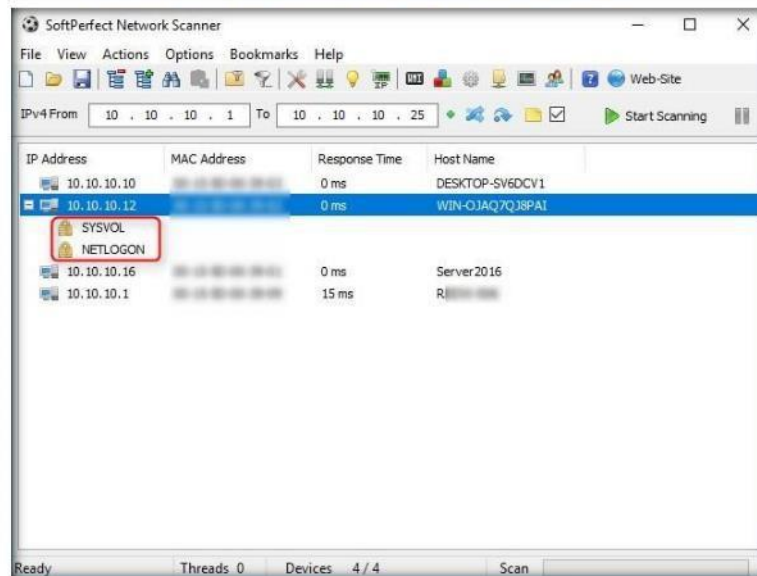 SoftPerfect Network Scanner
File View Actions Options Bookmarks Help
Web-Site
IPv4 From 10 . 10 . 10 . 1 To 10 . 10 . 10 . 25 Start Scanning
IP Address MAC Address Response Time Host Name
10.10.10.10 0 ms DESKTOP-SV6DCV1
10.10.10.12 0 ms WIN-OJAQ7QJ8PAI
SYSVOL
NETLOGON
10.10.10.16 0 ms Server2016
10.10.10.1 15 ms
Ready Threads 0 Devices 4 / 4 Scan